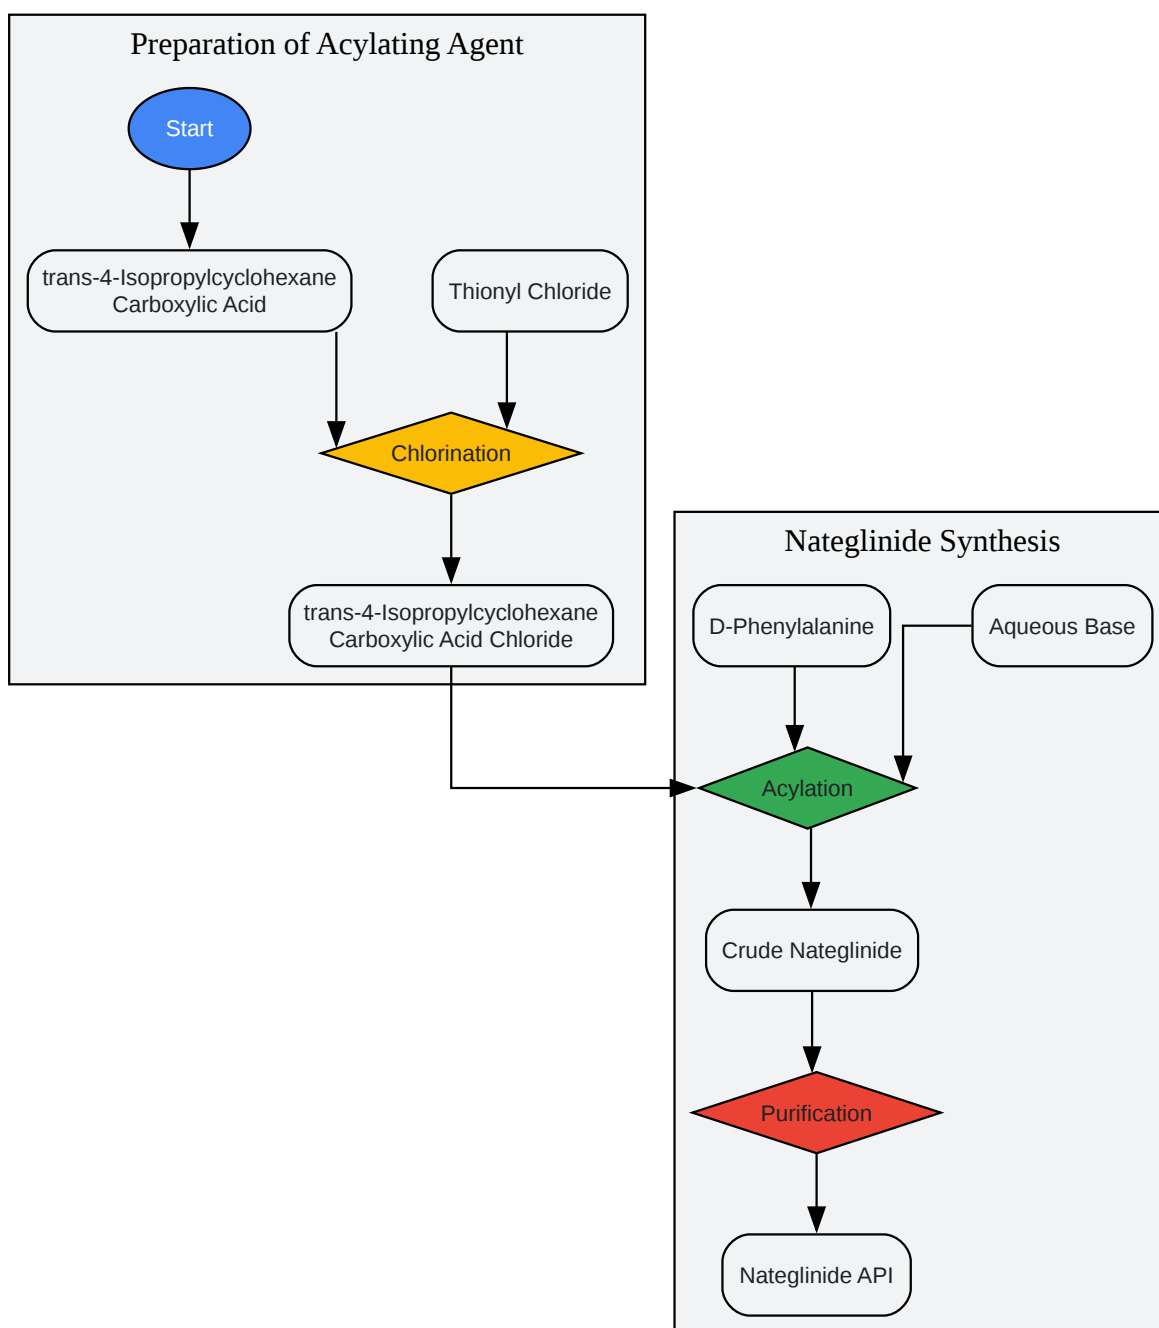 Preparation of Acylating Agent
Start
trans-4-Isopropylcyclohexane
Carboxylic Acid
Thionyl Chloride
Chlorination
trans-4-Isopropylcyclohexane
Carboxylic Acid Chloride
Nateglinide Synthesis
D-Phenylalanine
Aqueous Base
Acylation
Crude Nateglinide
Purification
Nateglinide API